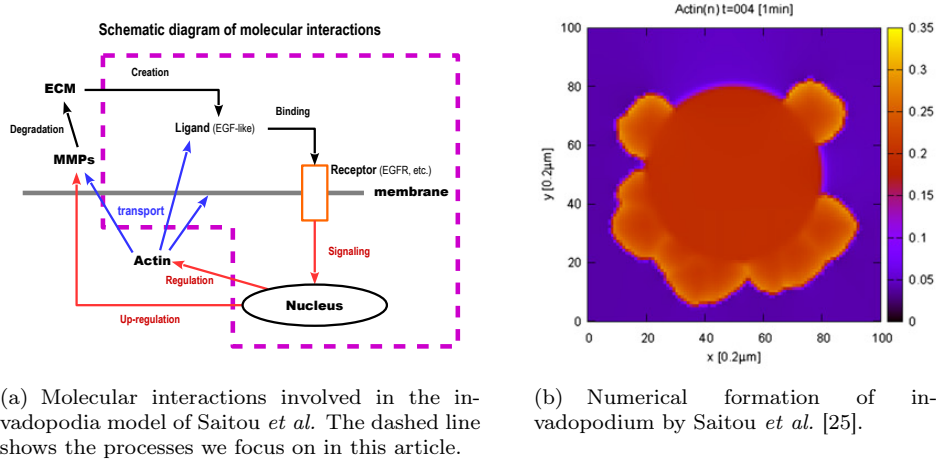 Schematic diagram of molecular interactions
Creation
ECM
Binding
Degradation
Ligand (EGF-like)
MMPs
Receptor (EGFR, etc.)
membrane
transport
Signaling
Actin
Regulation
Nucleus
Up-regulation
(a) Molecular interactions involved in the in-
vadopodia model of Saitou et al. The dashed line
shows the processes we focus on in this article.
Actin(n) t=004 [1min]
100
80
60
40
20
0
y [0.2μm]
0 20 40 60 80 100
x [0.2μm]
0.35
0.3
0.25
0.2
0.15
0.1
0.05
0
(b) Numerical formation of in-
vadopodium by Saitou et al. [25].